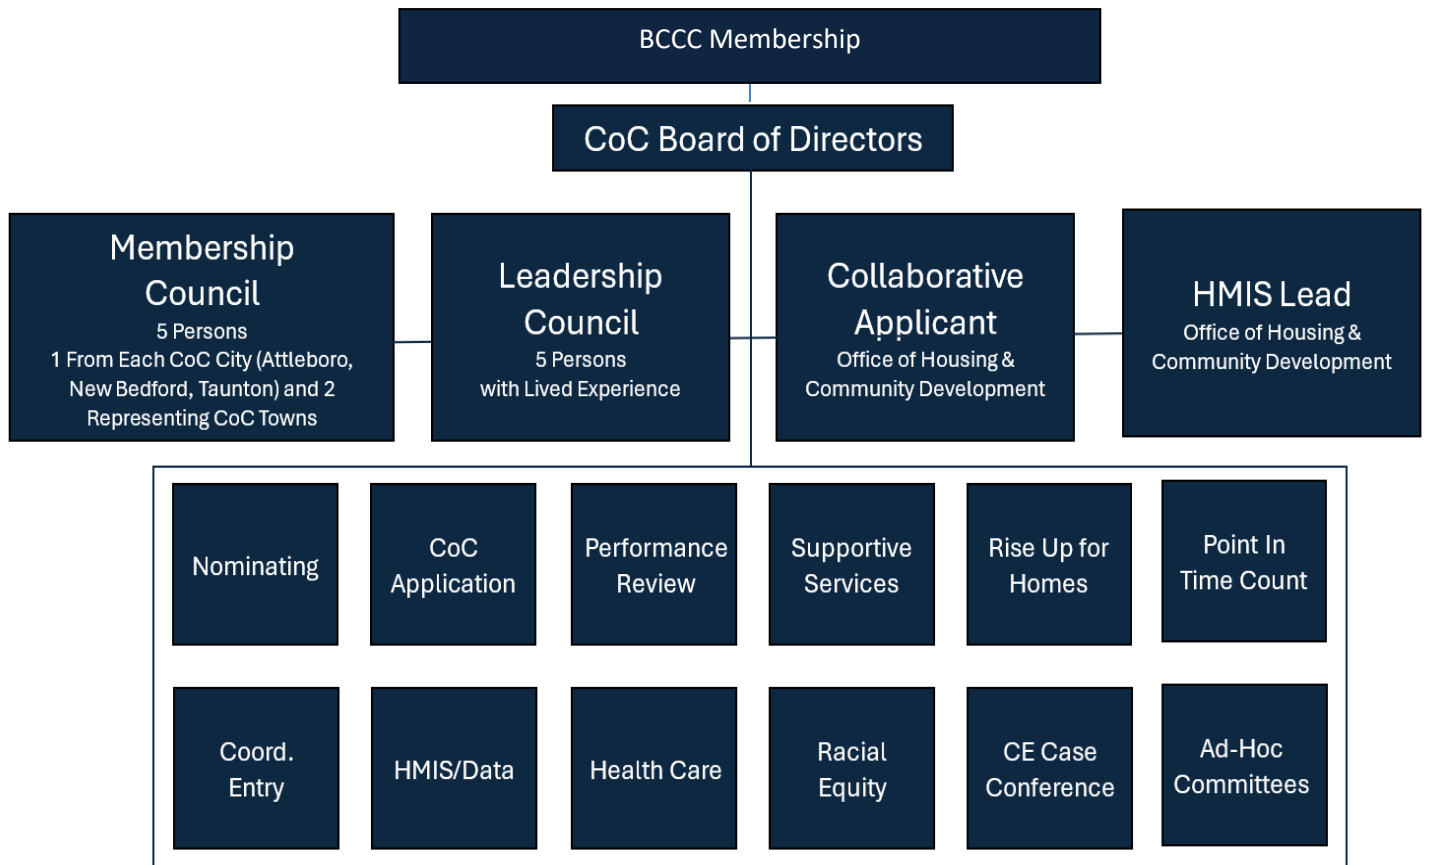 BCCC Membership
CoC Board of Directors
Membership
Council
5 Persons
1 From Each CoC City (Attleboro,
New Bedford, Taunton) and 2
Representing CoC Towns
Leadership
Council
5 Persons
with Lived Experience
Collaborative
Applicant
Office of Housing &
Community Development
HMIS Lead
Office of Housing &
Community Development
Nominating
CoC
Application
Performance
Review
Supportive
Services
Rise Up for
Homes
Point In
Time Count
Coord.
Entry
HMIS/Data
Health Care
Racial
Equity
CE Case
Conference
Ad-Hoc
Committees